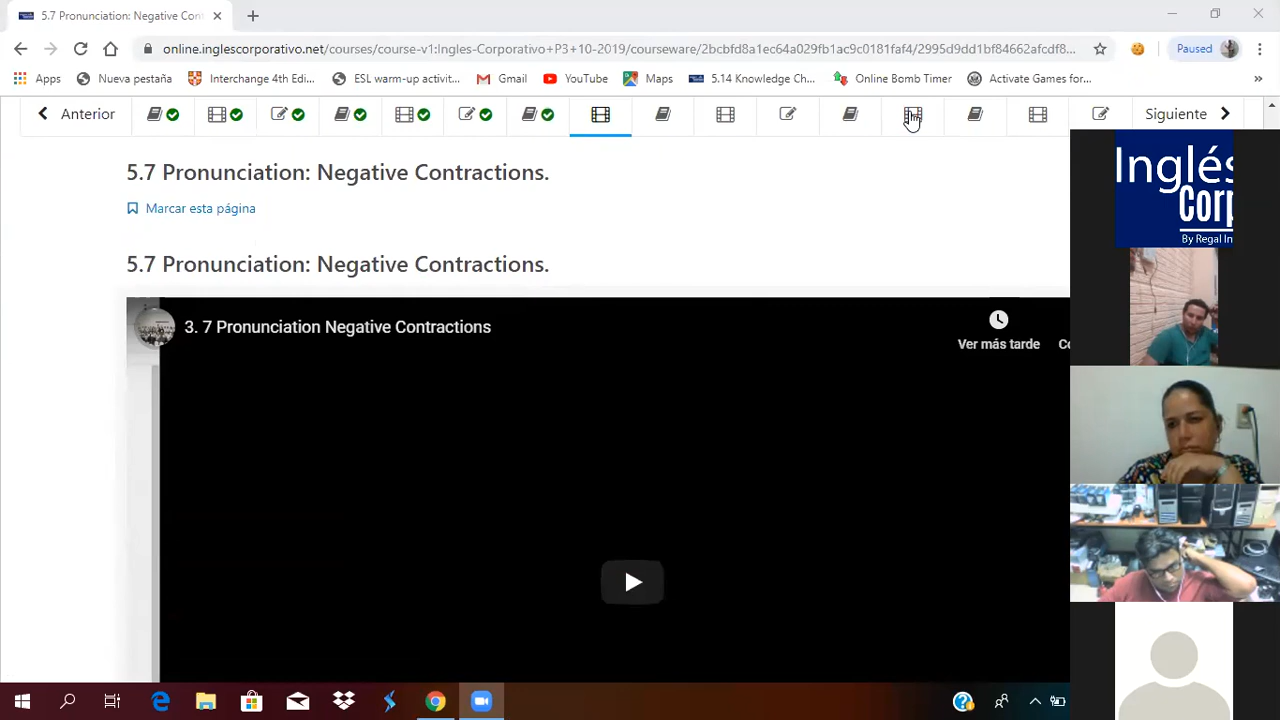 5.7 Pronunciation: Negative Con
online.inglescorporativo.net/courses/course-v1:Ingles-Corporativo+P3+10-2019/courseware/2bcbfd8a1ec64a029fb1ac9c0181faf4/2995d9dd1bf84662afcdf8...
Paused
Apps
Nueva pestaña
Interchange 4th Edi...
ESL warm-up activit...
Gmail
YouTube
Maps
5.14 Knowledge Ch...
Online Bomb Timer
Activate Games for...
»
Anterior
Siguiente
5.7 Pronunciation: Negative Contractions.
Marcar esta página
5.7 Pronunciation: Negative Contractions.
3. 7 Pronunciation Negative Contractions
Ver más tarde
Co
Inglés
Corp
By Regal In